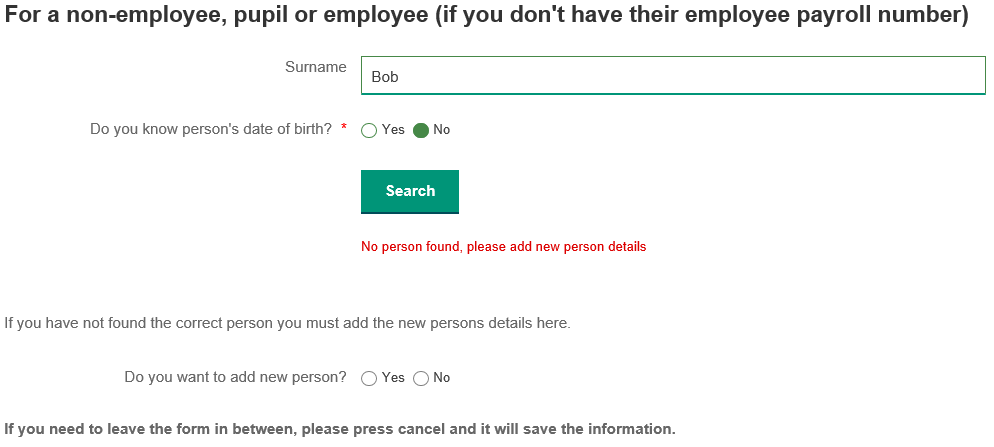 For a non-employee, pupil or employee (if you don't have their employee payroll number)
Surname Bob
Do you know person's date of birth? * Yes No
Search
No person found, please add new person details
If you have not found the correct person you must add the new persons details here.
Do you want to add new person? Yes No
If you need to leave the form in between, please press cancel and it will save the information.